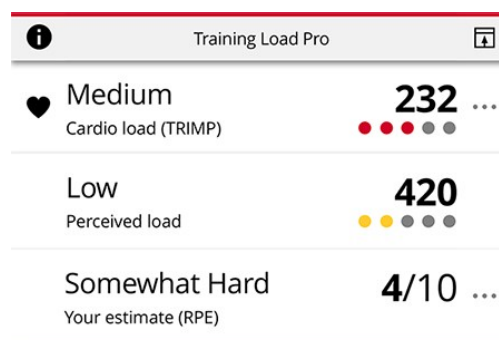 Training Load Pro
Medium 232
Cardio load (TRIMP)
Low 420
Perceived load
Somewhat Hard 4/10
Your estimate (RPE)